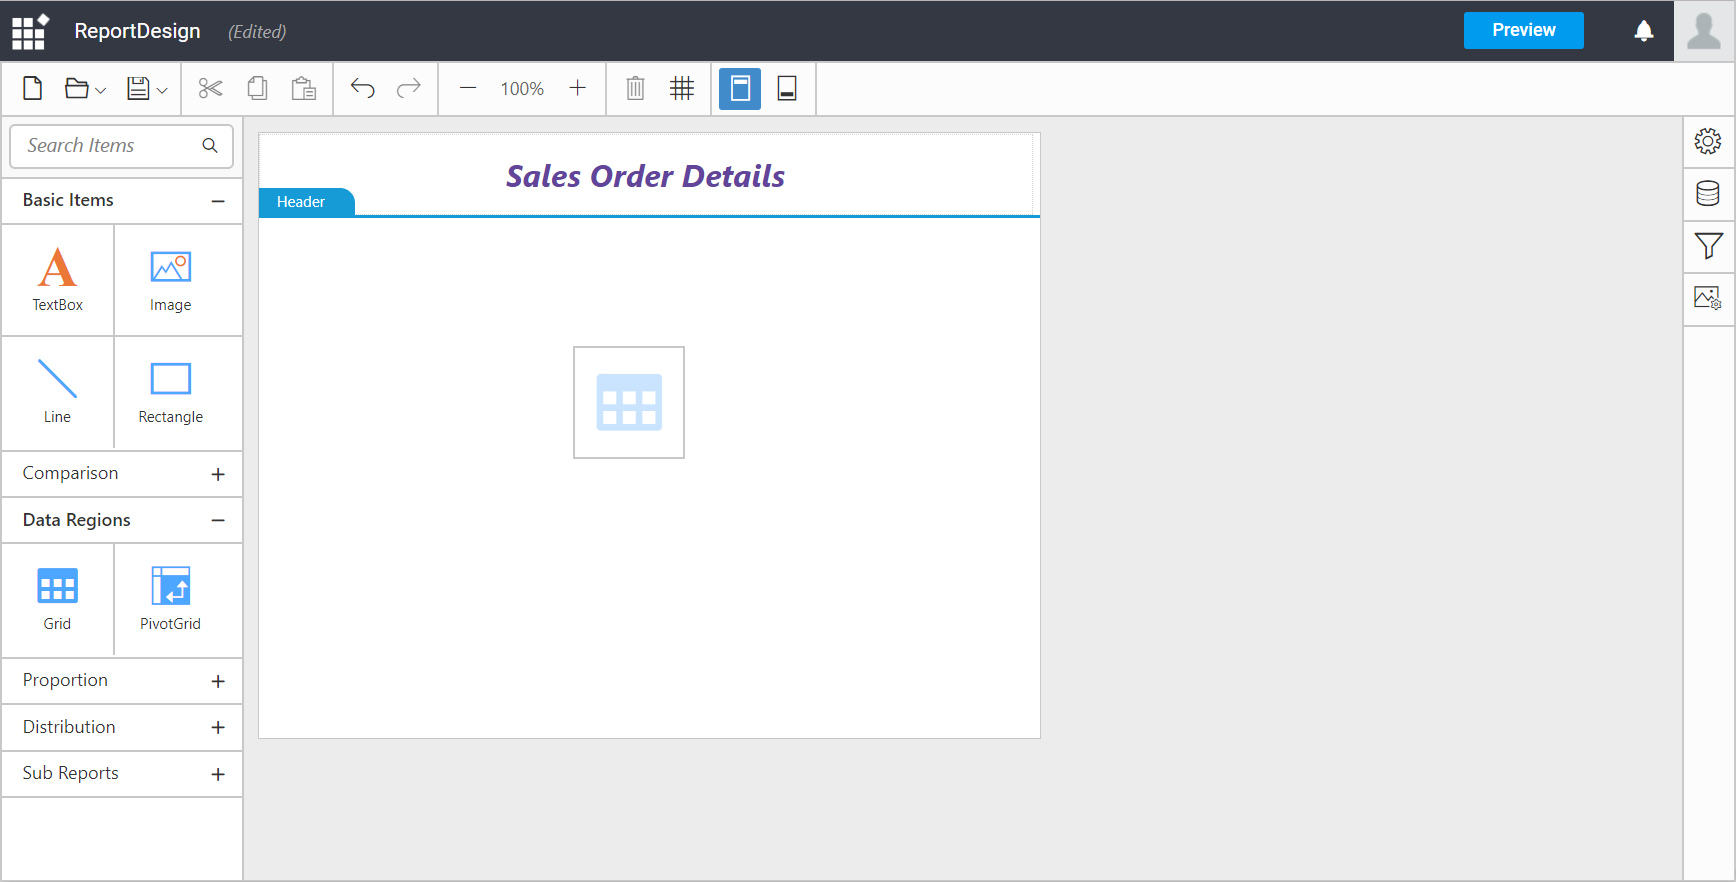 ReportDesign (Edited) Preview
100%
Search Items
Basic Items
TextBox Image
Line Rectangle
Comparison
Data Regions
Grid PivotGrid
Proportion
Distribution
Sub Reports
Sales Order Details
Header